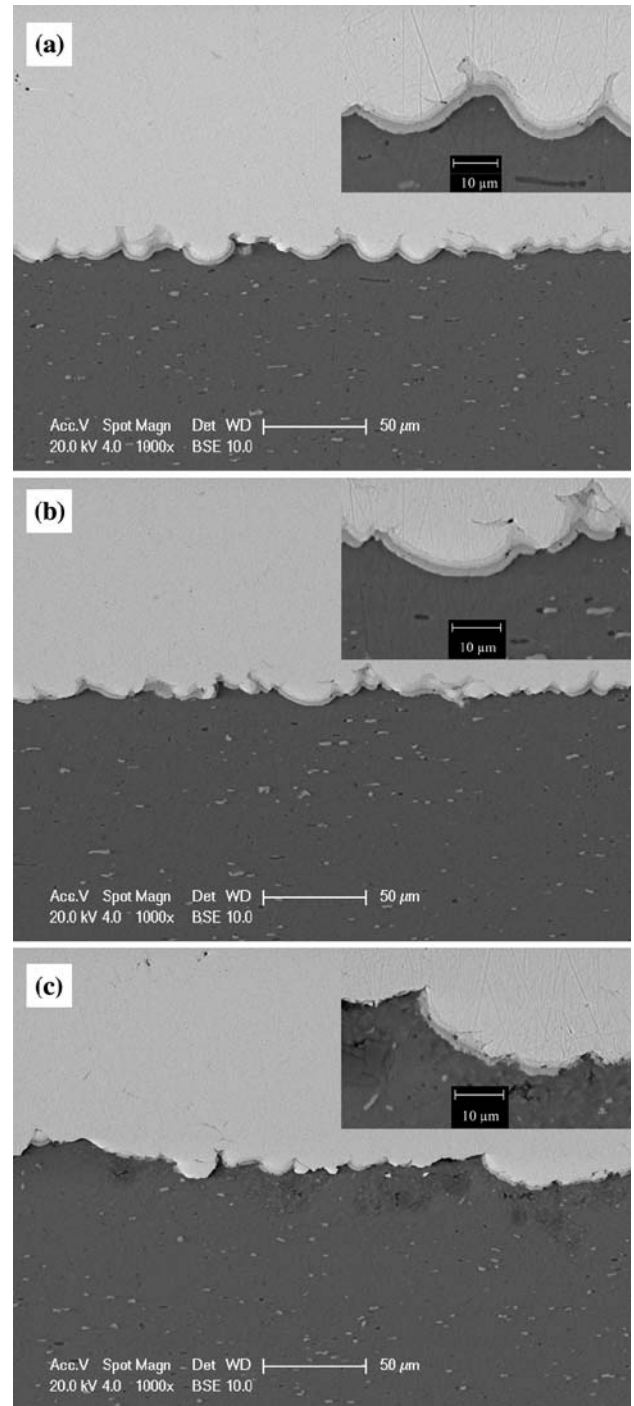 (a)
10 µm
Acc.V Spot Magn Det WD 50 µm
20.0 kV 4.0 1000x BSE 10.0
(b)
10 µm
Acc.V Spot Magn Det WD 50 µm
20.0 kV 4.0 1000x BSE 10.0
(c)
10 µm
Acc.V Spot Magn Det WD 50 µm
20.0 kV 4.0 1000x BSE 10.0